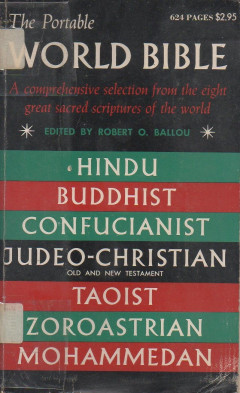 The Portable
624 PAGES $2.95
WORLD BIBLE
A comprehensive selection from the eight
great sacred scriptures of the world
EDITED BY ROBERT O. BALLOU
HINDU
BUDDHIST
CONFUCIANIST
JUDEO-CHRISTIAN
OLD AND NEW TESTAMENT
TAOIST
ZOROASTRIAN
MOHAMMEDAN